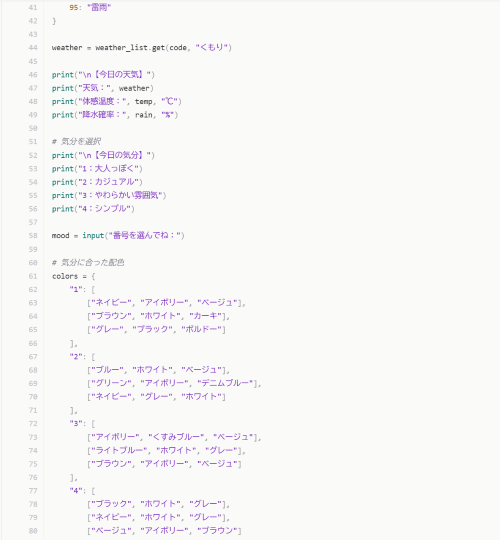 41 95: "雷雨"
42 }
43
44 weather = weather_list.get(code, "くもり")
45
46 print("\n【今日の天気】")
47 print("天気：", weather)
48 print("体感温度：", temp, "℃")
49 print("降水確率：", rain, "%")
50
51 # 気分を選択
52 print("\n【今日の気分】")
53 print("1：大人っぽく")
54 print("2：カジュアル")
55 print("3：やわらかい雰囲気")
56 print("4：シンプル")
57
58 mood = input("番号を選んでね：")
59
60 # 気分に合った配色
61 colors = {
62 "1": [
63 ["ネイビー", "アイボリー", "ベージュ"],
64 ["ブラウン", "ホワイト", "カーキ"],
65 ["グレー", "ブラック", "ボルドー"]
66 ],
67 "2": [
68 ["ブルー", "ホワイト", "ベージュ"],
69 ["グリーン", "アイボリー", "デニムブルー"],
70 ["ネイビー", "グレー", "ホワイト"]
71 ],
72 "3": [
73 ["アイボリー", "くすみブルー", "ベージュ"],
74 ["ライトブルー", "ホワイト", "グレー"],
75 ["ブラウン", "アイボリー", "ベージュ"]
76 ],
77 "4": [
78 ["ブラック", "ホワイト", "グレー"],
79 ["ネイビー", "ホワイト", "グレー"],
80 ["ベージュ", "アイボリー", "ブラウン"]